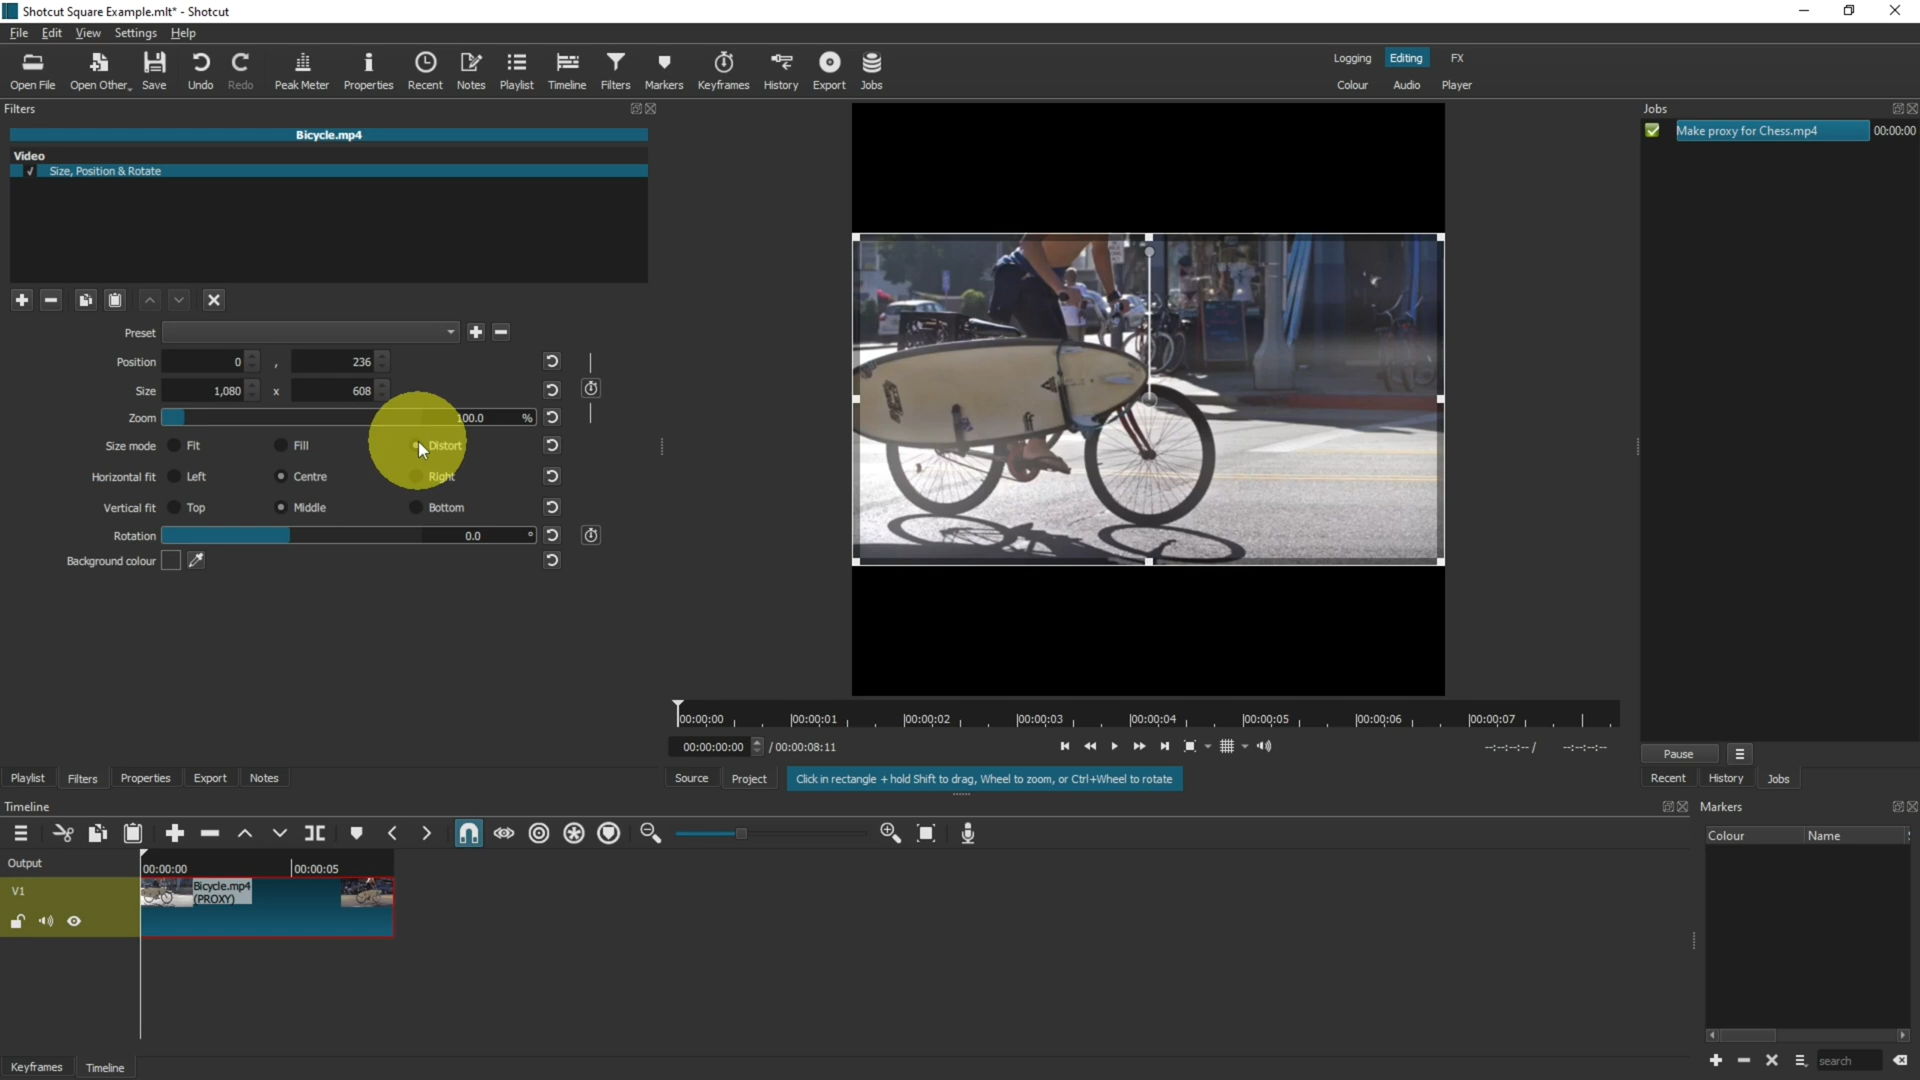 Shotcut Square Example.mlt* - Shotcut
File Edit View Settings Help
Open File Open Other... Save Undo Redo Peak Meter Properties Recent Notes Playlist Timeline Filters Markers Keyframes History Export Jobs
Logging Editing FX
Colour Audio Player
Filters
Bicycle.mp4
Video
✓ Size, Position & Rotate
Preset
Position 0 , 236
Size 1,080 x 608
Zoom 100.0 %
Size mode Fit Fill Distort
Horizontal fit Left Centre Right
Vertical fit Top Middle Bottom
Rotation 0.0 °
Background colour
Jobs
Make proxy for Chess.mp4 00:00:00
00:00:00 00:00:01 00:00:02 00:00:03 00:00:04 00:00:05 00:00:06 00:00:07
00:00:00:00 / 00:00:08:11 --:--:--:-- / --:--:--:--
Pause
Playlist Filters Properties Export Notes
Source Project Click in rectangle + hold Shift to drag, Wheel to zoom, or Ctrl+Wheel to rotate
Recent History Jobs
Timeline
Markers
Colour Name
Output
00:00:00 00:00:05
V1
Bicycle.mp4
(PROXY)
search
Keyframes Timeline